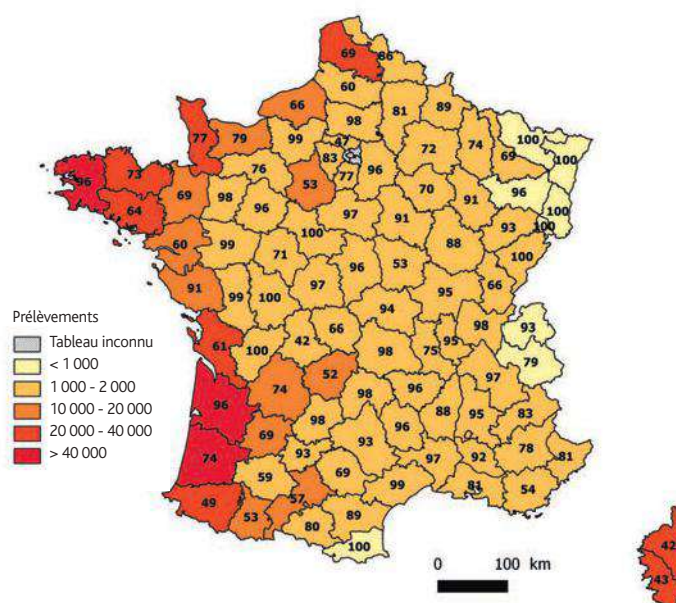 69 86
60
66 98 81 89
77 79 99 47 100
83 72 74 69 100
96 73 76 53 77 96
64 69 98 96 70 91 96 100
97 91 93 100
60 99 100 88 100
71 96 53
91 97 95 66
99 100 94
Prélèvements
Tableau inconnu
< 1 000
1 000 - 2 000
10 000 - 20 000
20 000 - 40 000
> 40 000
61 100 42 66 98 75 95 98 93
79
96 74 52 98 96 97
69 98 88 95 83
74 93 93 96 78
59 69 97 92 81
49 53 57 99 81 54
80 89
100
0 100 km
42
43